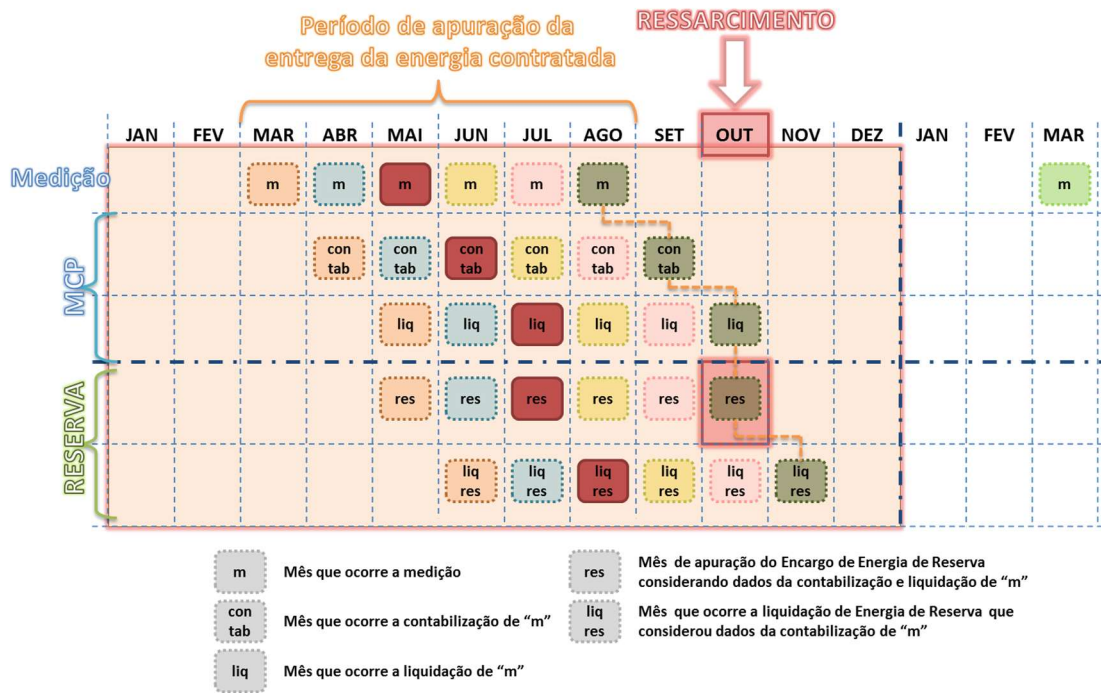 Período de apuração da
entrega da energia contratada
RESSARCIMENTO
JAN FEV MAR ABR MAI JUN JUL AGO SET OUT NOV DEZ JAN FEV MAR
Medição
m m m m m m m
MCP
con tab con tab con tab con tab con tab con tab
liq liq liq liq liq liq
RESERVA
res res res res res res
liq res liq res liq res liq res liq res liq res
m
Mês que ocorre a medição
con
tab
Mês que ocorre a contabilização de “m”
liq
Mês que ocorre a liquidação de “m”
res
Mês de apuração do Encargo de Energia de Reserva
considerando dados da contabilização e liquidação de “m”
liq
res
Mês que ocorre a liquidação de Energia de Reserva que
considerou dados da contabilização de “m”